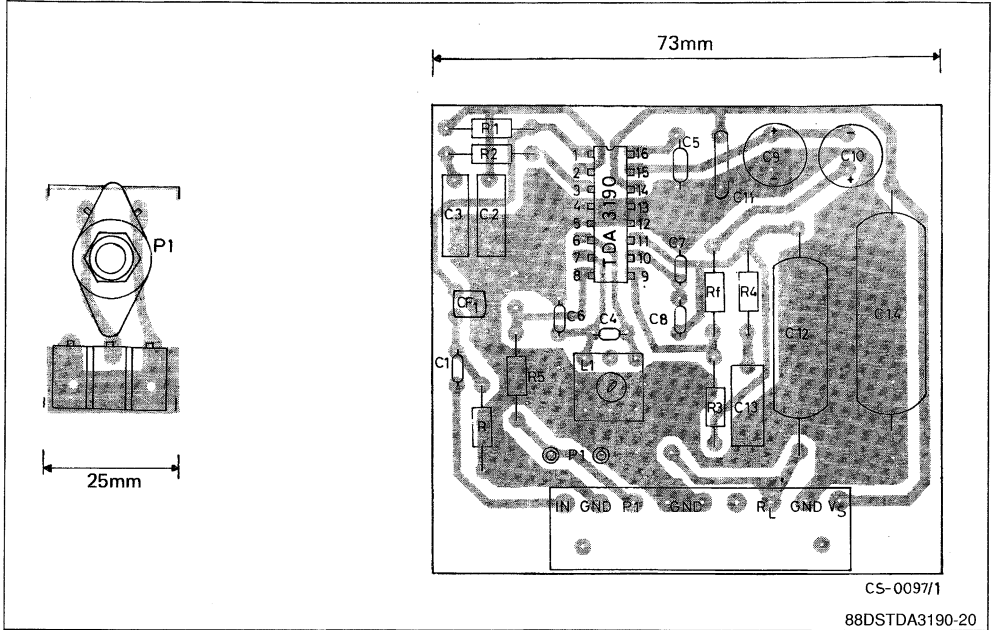 73mm
R1
R2
C5
C9
C10
C11
1 16
2 15
3 14
4 13
5 12
6 11
7 10
8 9
TDA 3190
C3 C2
P1
C7
CF1
Rf R4
C6 C4 C8
C12 C14
C1
L1
R5
R3 C13
R
P1
25mm
IN GND P1 GND RL GND VS
CS-0097/1
88DSTDA3190-20